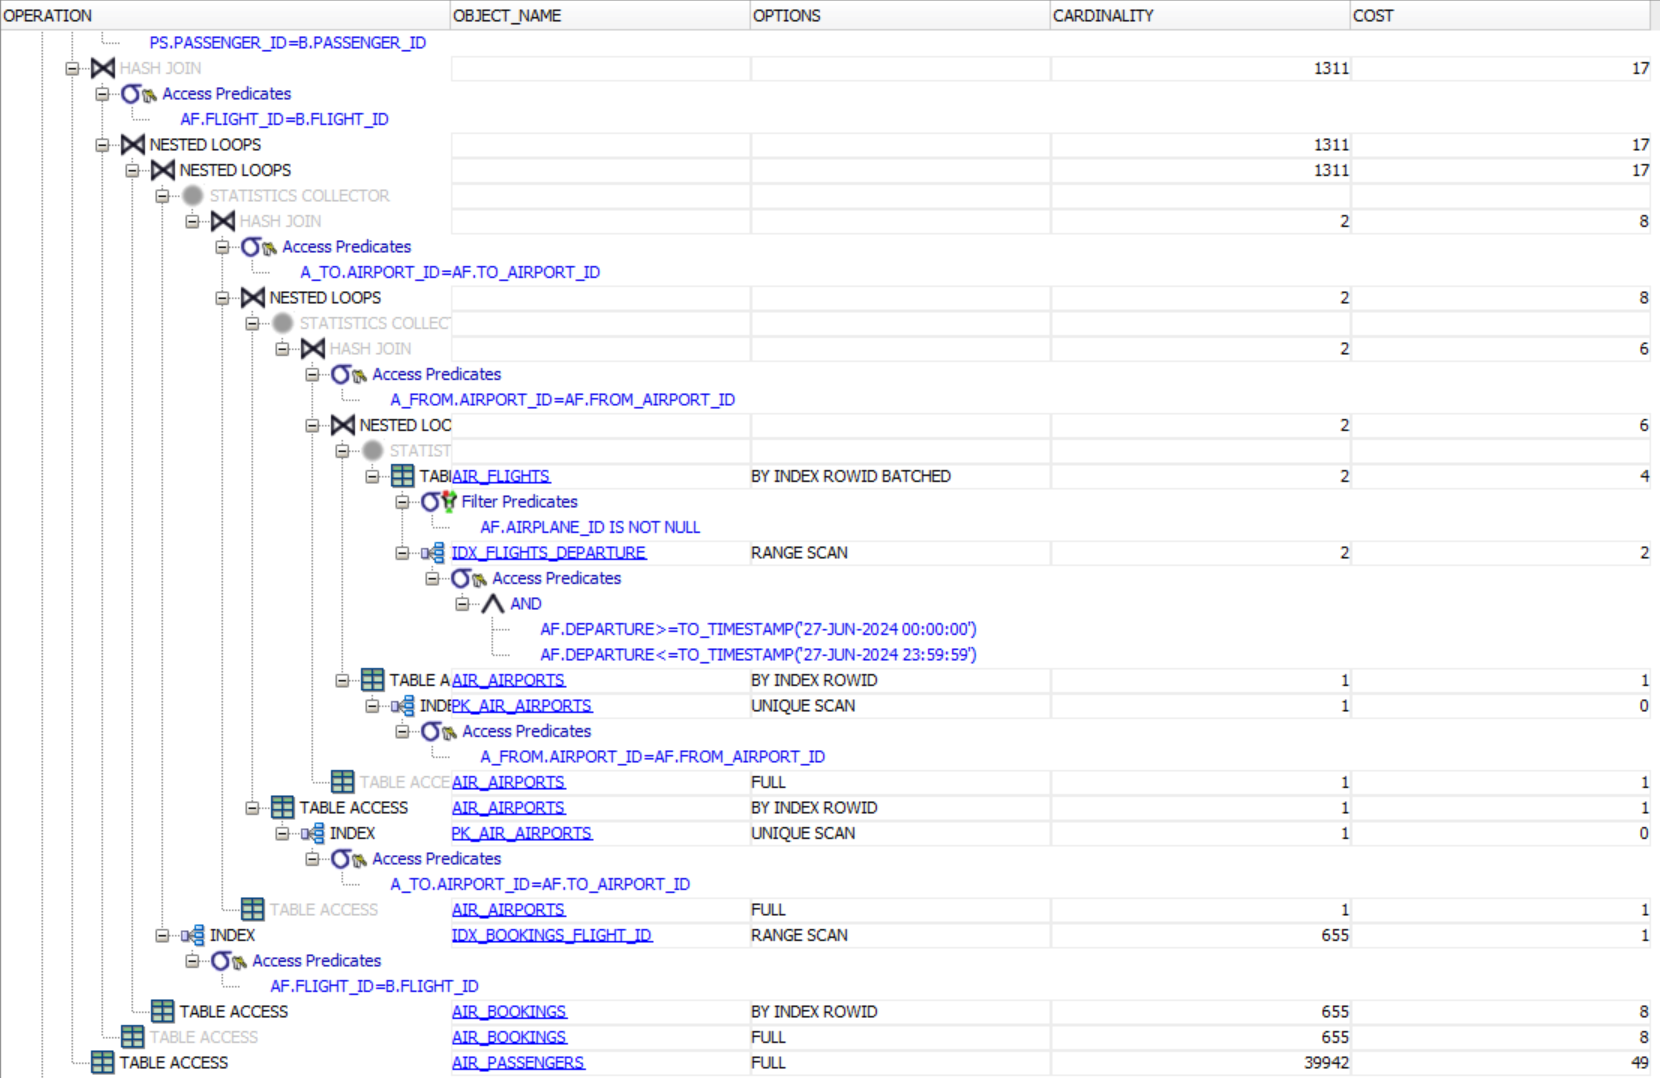 OPERATION OBJECT_NAME OPTIONS CARDINALITY COST
PS.PASSENGER_ID=B.PASSENGER_ID
HASH JOIN 1311 17
Access Predicates
AF.FLIGHT_ID=B.FLIGHT_ID
NESTED LOOPS 1311 17
NESTED LOOPS 1311 17
STATISTICS COLLECTOR
HASH JOIN 2 8
Access Predicates
A_TO.AIRPORT_ID=AF.TO_AIRPORT_ID
NESTED LOOPS 2 8
STATISTICS COLLEC
HASH JOIN 2 6
Access Predicates
A_FROM.AIRPORT_ID=AF.FROM_AIRPORT_ID
NESTED LOO 2 6
STATIST
TABL AIR_FLIGHTS BY INDEX ROWID BATCHED 2 4
Filter Predicates
AF.AIRPLANE_ID IS NOT NULL
IDX_FLIGHTS_DEPARTURE RANGE SCAN 2 2
Access Predicates
AND
AF.DEPARTURE>=TO_TIMESTAMP('27-JUN-2024 00:00:00')
AF.DEPARTURE<=TO_TIMESTAMP('27-JUN-2024 23:59:59')
TABLE A AIR_AIRPORTS BY INDEX ROWID 1 1
INDE PK_AIR_AIRPORTS UNIQUE SCAN 1 0
Access Predicates
A_FROM.AIRPORT_ID=AF.FROM_AIRPORT_ID
TABLE ACCE AIR_AIRPORTS FULL 1 1
TABLE ACCESS AIR_AIRPORTS BY INDEX ROWID 1 1
INDEX PK_AIR_AIRPORTS UNIQUE SCAN 1 0
Access Predicates
A_TO.AIRPORT_ID=AF.TO_AIRPORT_ID
TABLE ACCESS AIR_AIRPORTS FULL 1 1
INDEX IDX_BOOKINGS_FLIGHT_ID RANGE SCAN 655 1
Access Predicates
AF.FLIGHT_ID=B.FLIGHT_ID
TABLE ACCESS AIR_BOOKINGS BY INDEX ROWID 655 8
TABLE ACCESS AIR_BOOKINGS FULL 655 8
TABLE ACCESS AIR_PASSENGERS FULL 39942 49